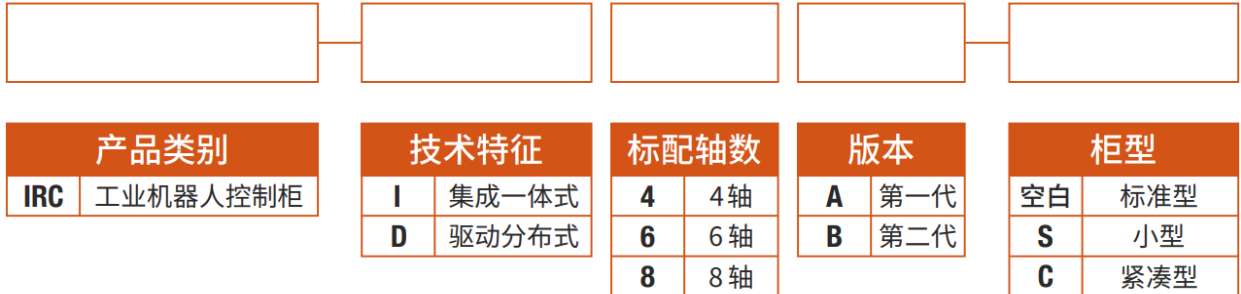 产品类别 技术特征 标配轴数 版本 柜型
IRC 工业机器人控制柜 I 集成一体式 4 4轴 A 第一代 空白 标准型
D 驱动分布式 6 6轴 B 第二代 S 小型
8 8轴 C 紧凑型